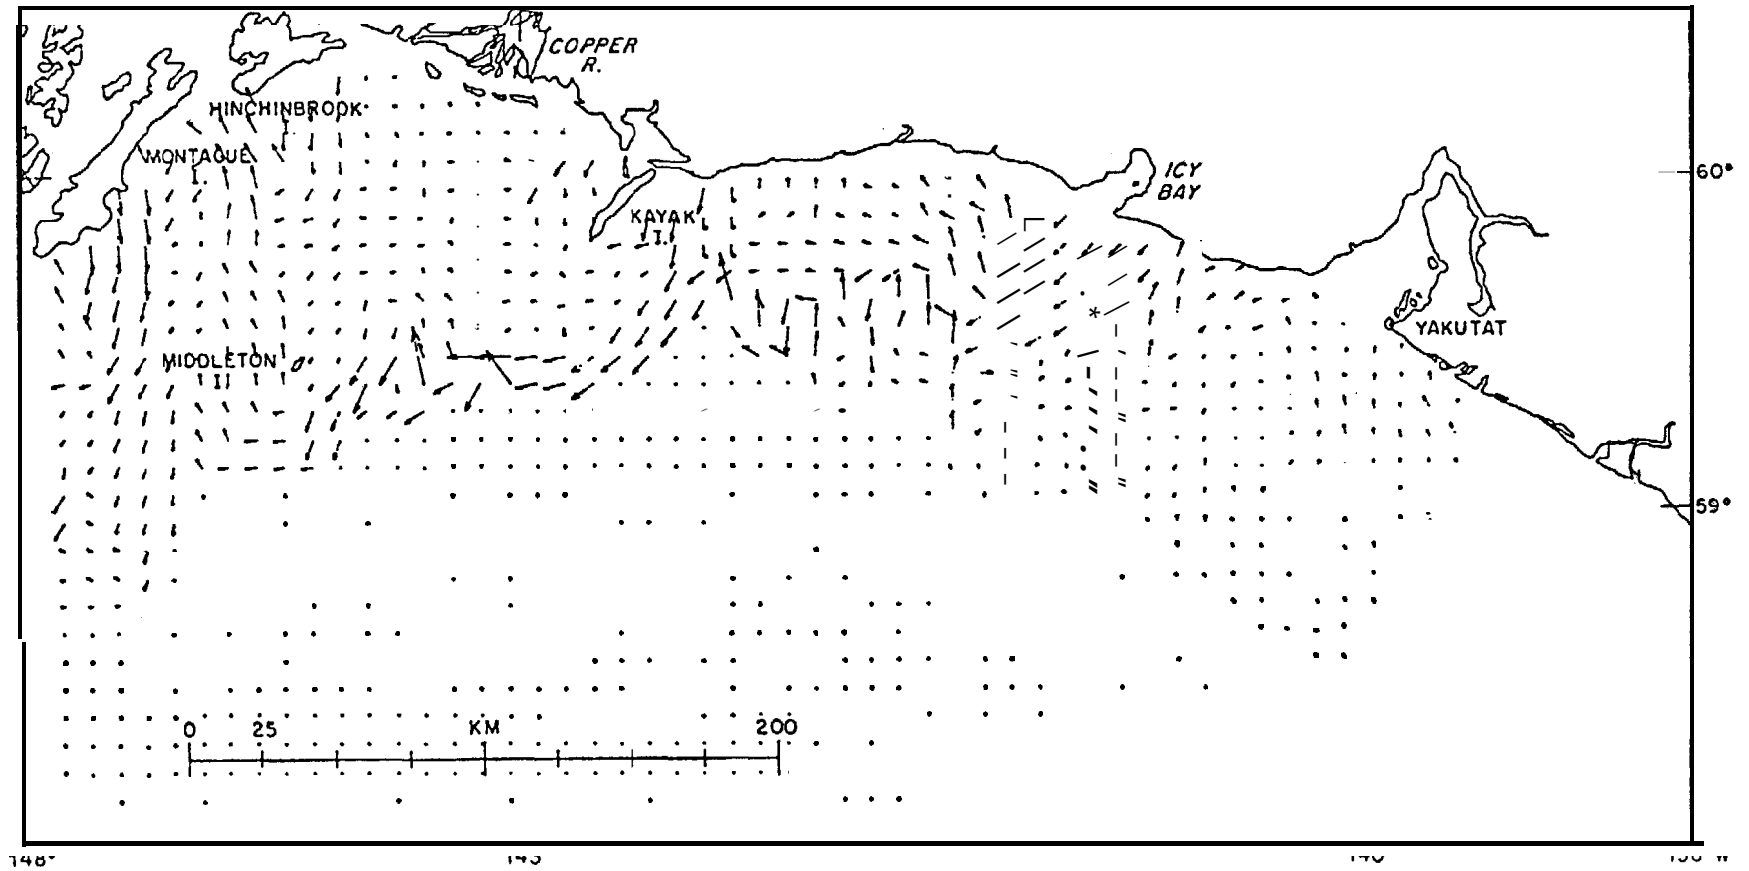 COPPER
R.
HINCHINBROOK
MONTAGUE
I.
ICY
BAY
60°
KAYAK
I.
YAKUTAT
MIDDLETON
I.
59°
0 25 KM 200
148°